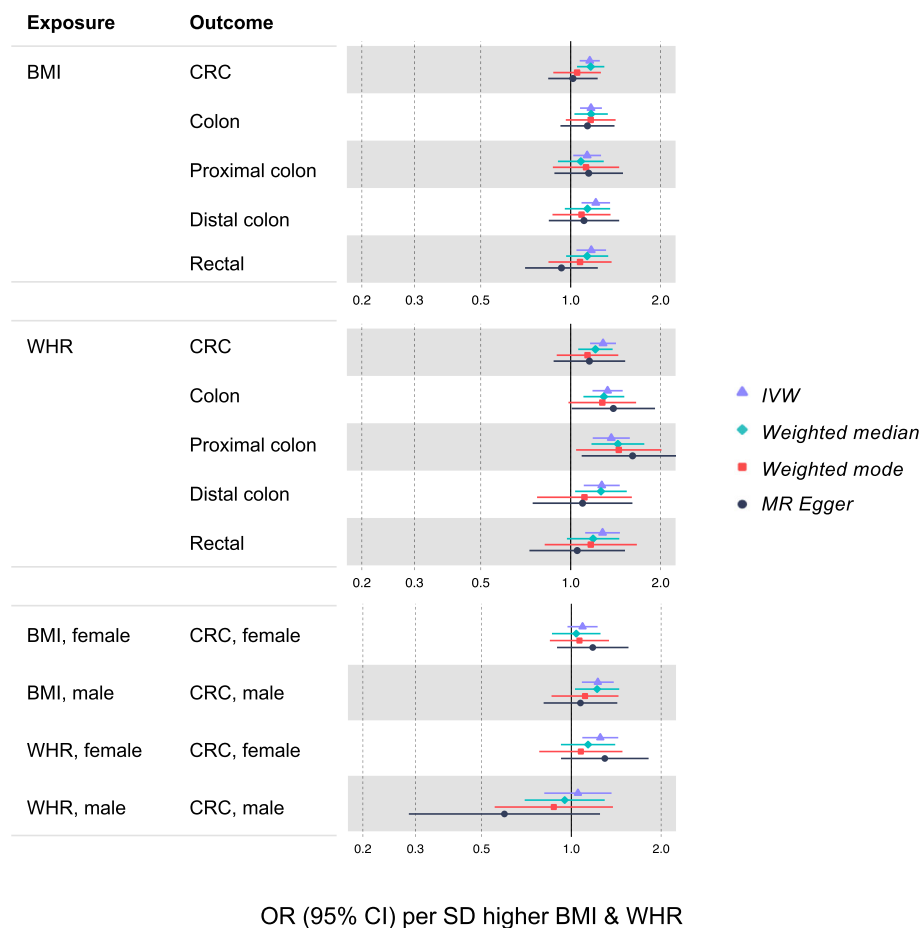 Exposure Outcome
BMI CRC
Colon
Proximal colon
Distal colon
Rectal
0.2 0.3 0.5 1.0 2.0
WHR CRC
Colon
Proximal colon
Distal colon
Rectal
0.2 0.3 0.5 1.0 2.0
IVW
Weighted median
Weighted mode
MR Egger
BMI, female CRC, female
BMI, male CRC, male
WHR, female CRC, female
WHR, male CRC, male
0.2 0.3 0.5 1.0 2.0
OR (95% CI) per SD higher BMI & WHR